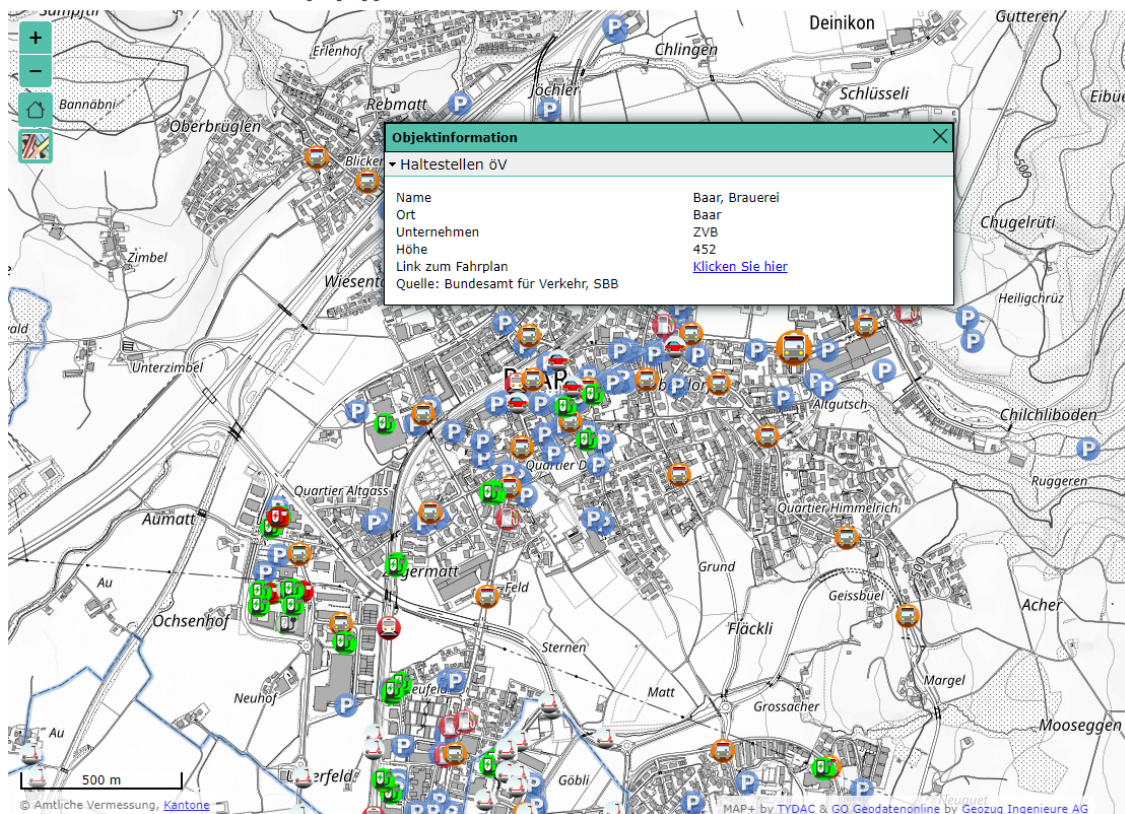 Deinikon
Gutteren
Erlenhof
Chlingen
Bannäbni
Rebmatt
Jöchler
Schlüsseli
Oberbrüglen
Objektinformation
Haltestellen öV
Name Baar, Brauerei
Ort Baar
Unternehmen ZVB
Höhe 452
Link zum Fahrplan Klicken Sie hier
Quelle: Bundesamt für Verkehr, SBB
500
Chugelrüti
Zimbel
Heiligchrüz
Unterzimbel
Altgutsch
Chilchliboden
Quartier Altgass
Ruggeren
Aumatt
Quartier Himmelrich
Au
Feld
Grund
Geissbüel
500
Acher
Ochsenhof
Fläckli
Sternen
Neuhof
Matt
Margel
Grossacher
Mooseggen
Au
500 m
Göbli
© Amtliche Vermessung, Kantone
MAP+ by TYDAC & GO Geodatenonline by Geozug Ingenieure AG